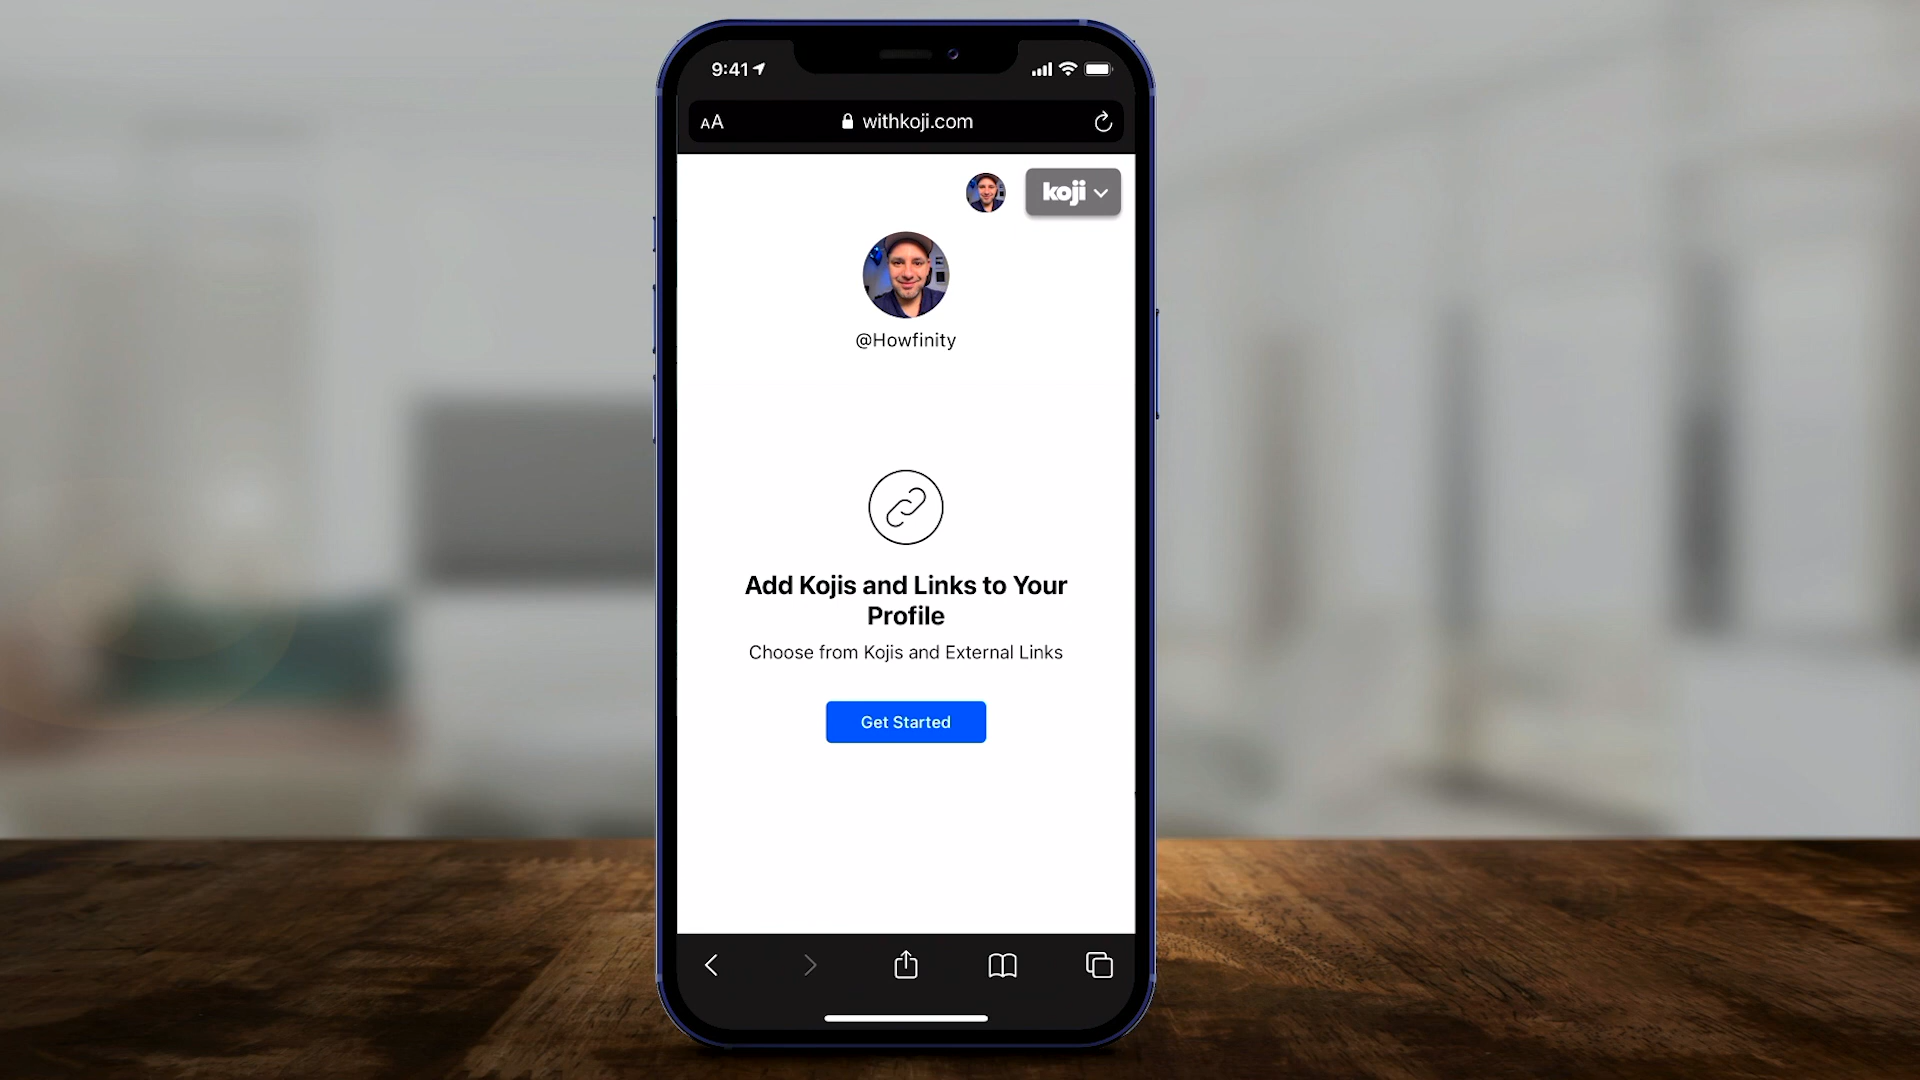 9:41
AA
withkoji.com
koji
@Howfinity
Add Kojis and Links to Your
Profile
Choose from Kojis and External Links
Get Started